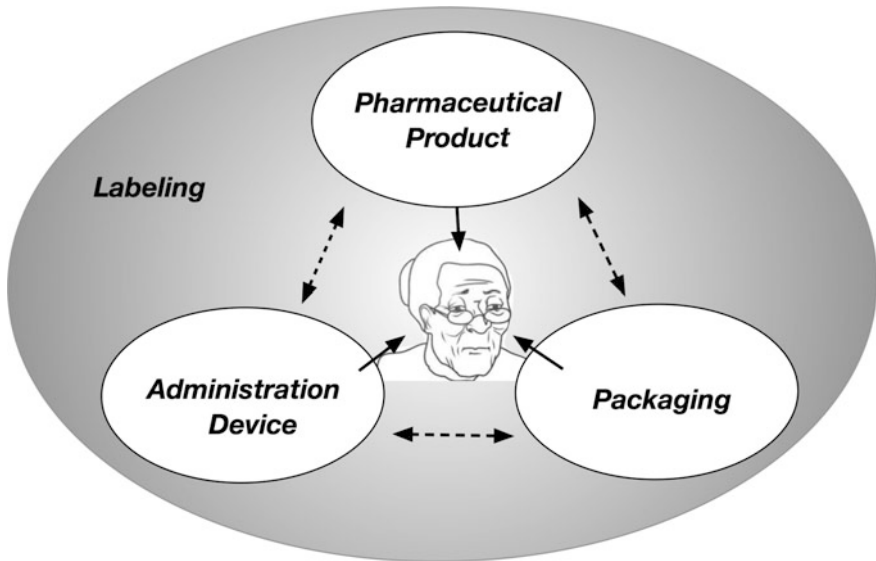 Pharmaceutical
Product
Labeling
Administration
Device
Packaging